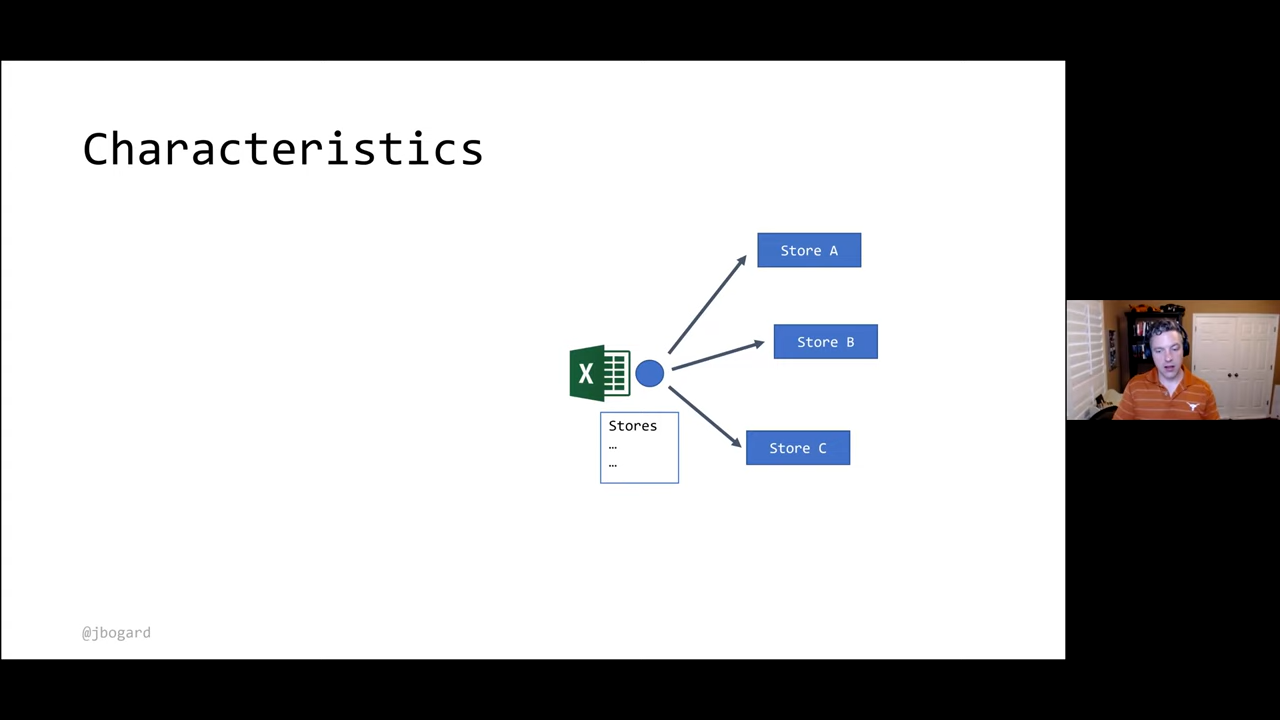 Characteristics
Store A
Store B
X
Stores
…
…
Store C
@jbogard